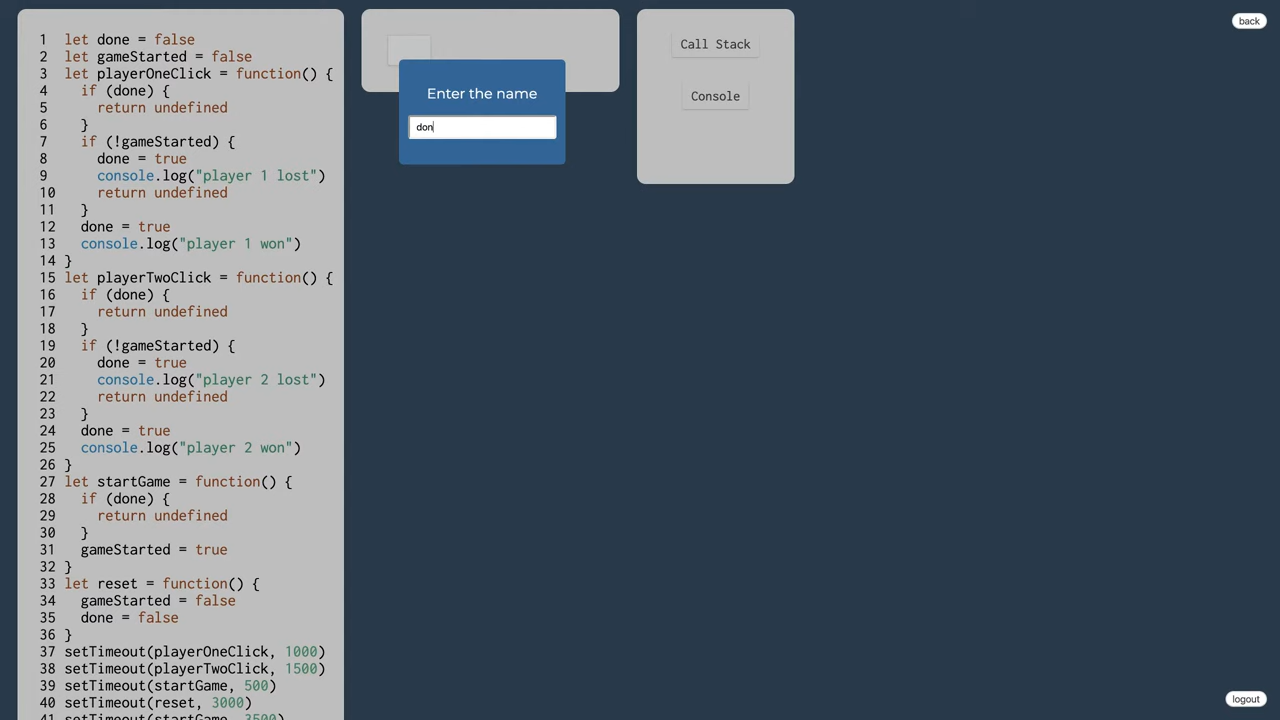 1 let done = false
2 let gameStarted = false
3 let playerOneClick = function() {
4 if (done) {
5 return undefined
6 }
7 if (!gameStarted) {
8 done = true
9 console.log("player 1 lost")
10 return undefined
11 }
12 done = true
13 console.log("player 1 won")
14 }
15 let playerTwoClick = function() {
16 if (done) {
17 return undefined
18 }
19 if (!gameStarted) {
20 done = true
21 console.log("player 2 lost")
22 return undefined
23 }
24 done = true
25 console.log("player 2 won")
26 }
27 let startGame = function() {
28 if (done) {
29 return undefined
30 }
31 gameStarted = true
32 }
33 let reset = function() {
34 gameStarted = false
35 done = false
36 }
37 setTimeout(playerOneClick, 1000)
38 setTimeout(playerTwoClick, 1500)
39 setTimeout(startGame, 500)
40 setTimeout(reset, 3000)
41 setTimeout(startGame, 3500)
Enter the name
don
Call Stack
Console
back
logout